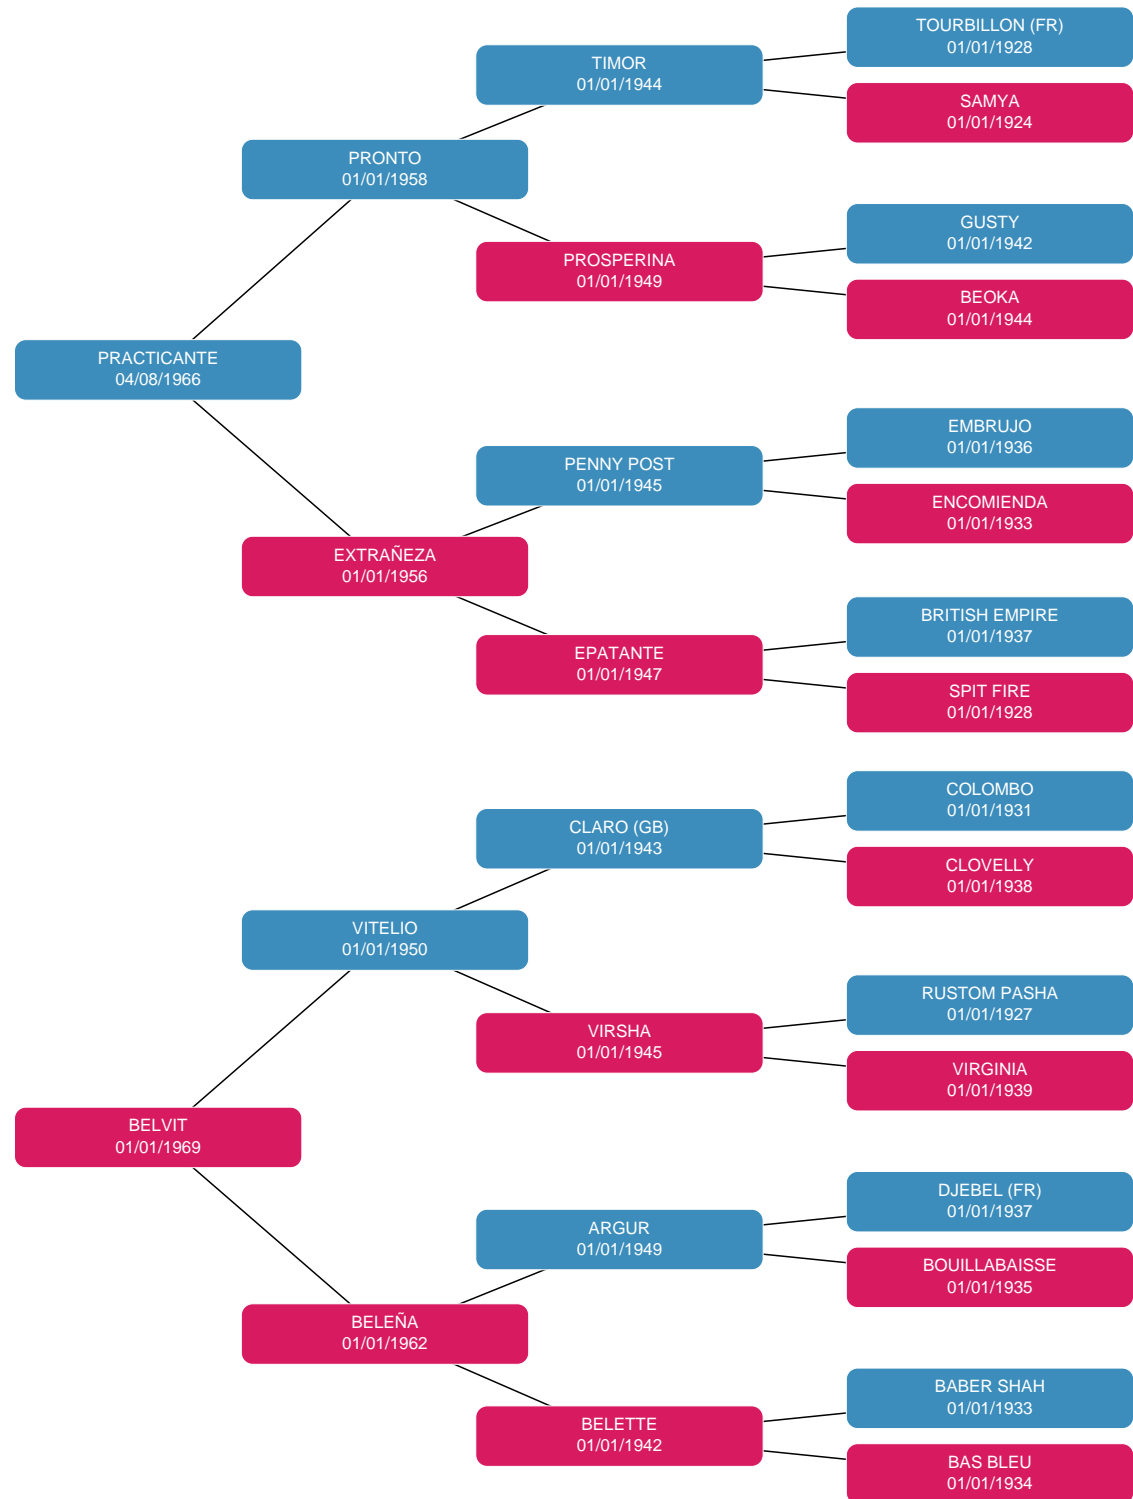 TOURBILLON (FR)
01/01/1928
TIMOR
01/01/1944
SAMYA
01/01/1924
PRONTO
01/01/1958
GUSTY
01/01/1942
PROSPERINA
01/01/1949
BEOKA
01/01/1944
PRACTICANTE
04/08/1966
EMBRUJO
01/01/1936
PENNY POST
01/01/1945
ENCOMIENDA
01/01/1933
EXTRAÑEZA
01/01/1956
BRITISH EMPIRE
01/01/1937
EPATANTE
01/01/1947
SPIT FIRE
01/01/1928
COLOMBO
01/01/1931
CLARO (GB)
01/01/1943
CLOVELLY
01/01/1938
VITELIO
01/01/1950
RUSTOM PASHA
01/01/1927
VIRSHA
01/01/1945
VIRGINIA
01/01/1939
BELVIT
01/01/1969
DJEBEL (FR)
01/01/1937
ARGUR
01/01/1949
BOUILLABAISSE
01/01/1935
BELEÑA
01/01/1962
BABER SHAH
01/01/1933
BELETTE
01/01/1942
BAS BLEU
01/01/1934